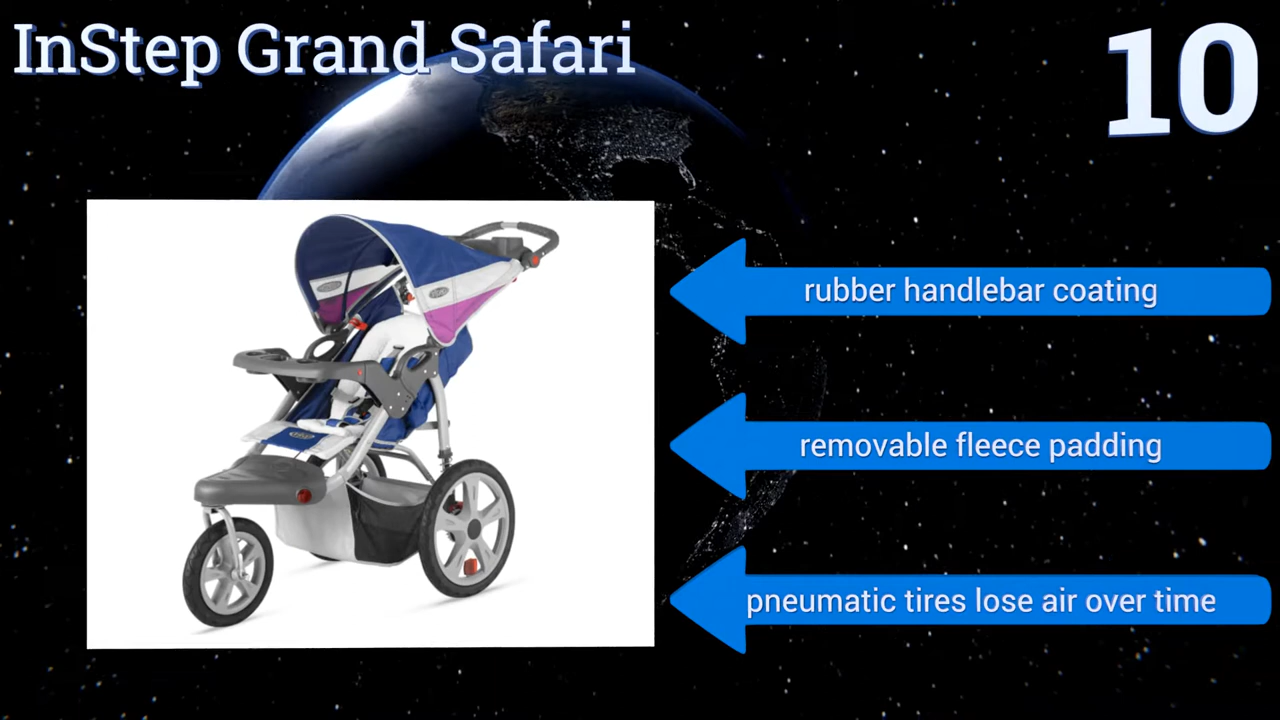 InStep Grand Safari
10
rubber handlebar coating
removable fleece padding
pneumatic tires lose air over time